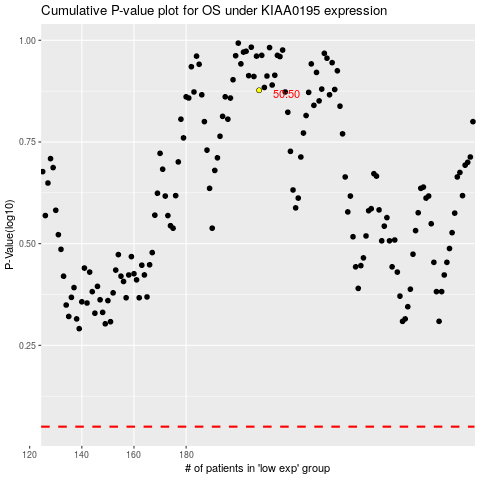 Cumulative P-value plot for OS under KIAA0195 expression
P-Value(log10)
1.00
0.75
0.50
0.25
50:50
120 140 160 180
# of patients in 'low exp' group